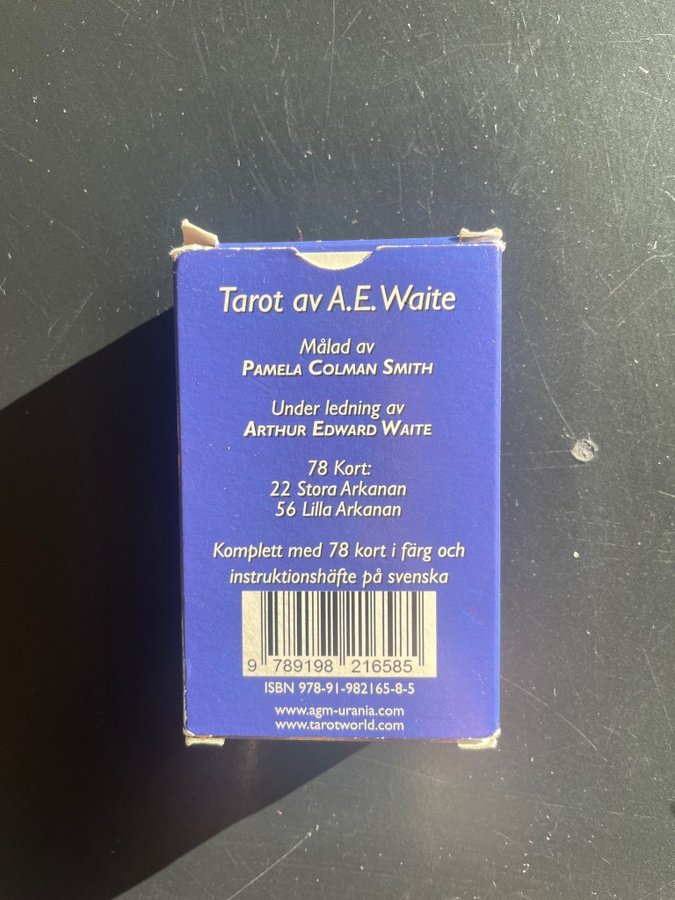 Tarot av A.E. Waite
Målad av
PAMELA COLMAN SMITH
Under ledning av
ARTHUR EDWARD WAITE
78 Kort:
22 Stora Arkanan
56 Lilla Arkanan
Komplett med 78 kort i färg och
instruktionshäfte på svenska
9 789198 216585
ISBN 978-91-982165-8-5
www.agm-urania.com
www.tarotworld.com